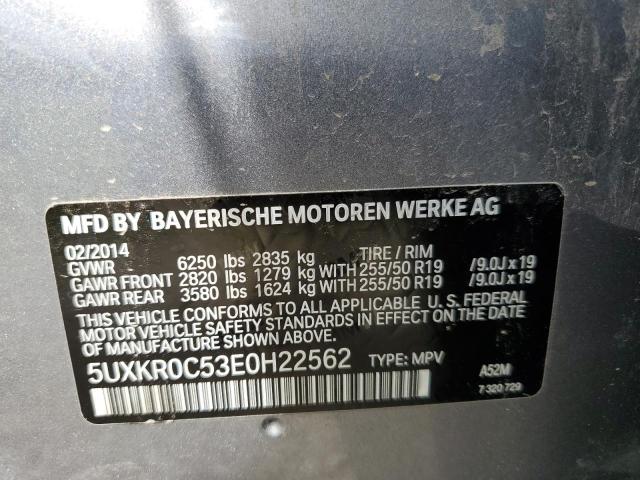 MFD BY BAYERISCHE MOTOREN WERKE AG
02/2014 TIRE / RIM
GVWR 6250 lbs 2835 kg
GAWR FRONT 2820 lbs 1279 kg WITH 255/50 R19 /9.0J x 19
GAWR REAR 3580 lbs 1624 kg WITH 255/50 R19 /9.0J x 19
THIS VEHICLE CONFORMS TO ALL APPLICABLE U. S. FEDERAL
MOTOR VEHICLE SAFETY STANDARDS IN EFFECT ON THE DATE
OF MANUFACTURE SHOWN ABOVE.
5UXKR0C53E0H22562 TYPE: MPV A52M
7 320 729